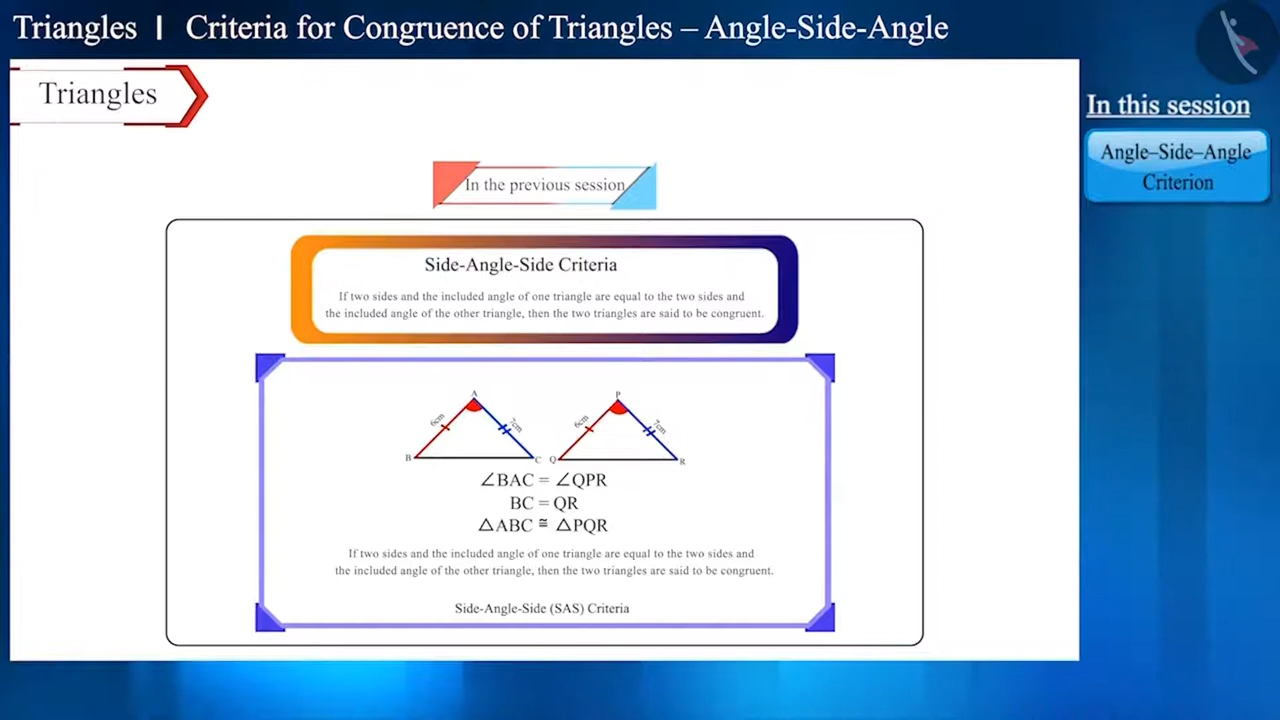 Triangles | Criteria for Congruence of Triangles – Angle-Side-Angle
Triangles
In this session
Angle–Side–Angle
Criterion
In the previous session
Side-Angle-Side Criteria
If two sides and the included angle of one triangle are equal to the two sides and
the included angle of the other triangle, then the two triangles are said to be congruent.
A
P
6cm
7cm
6cm
7cm
B
C
Q
R
∠BAC = ∠QPR
BC = QR
△ABC ≅ △PQR
If two sides and the included angle of one triangle are equal to the two sides and
the included angle of the other triangle, then the two triangles are said to be congruent.
Side-Angle-Side (SAS) Criteria